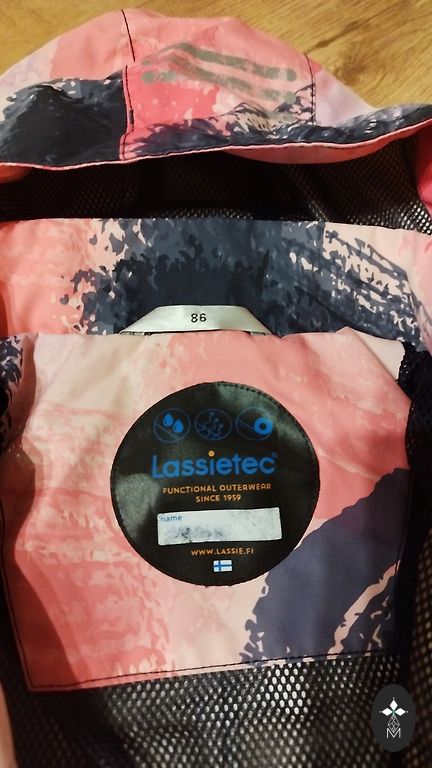 86
Lassietec®
FUNCTIONAL OUTERWEAR
SINCE 1959
name
WWW.LASSIE.FI